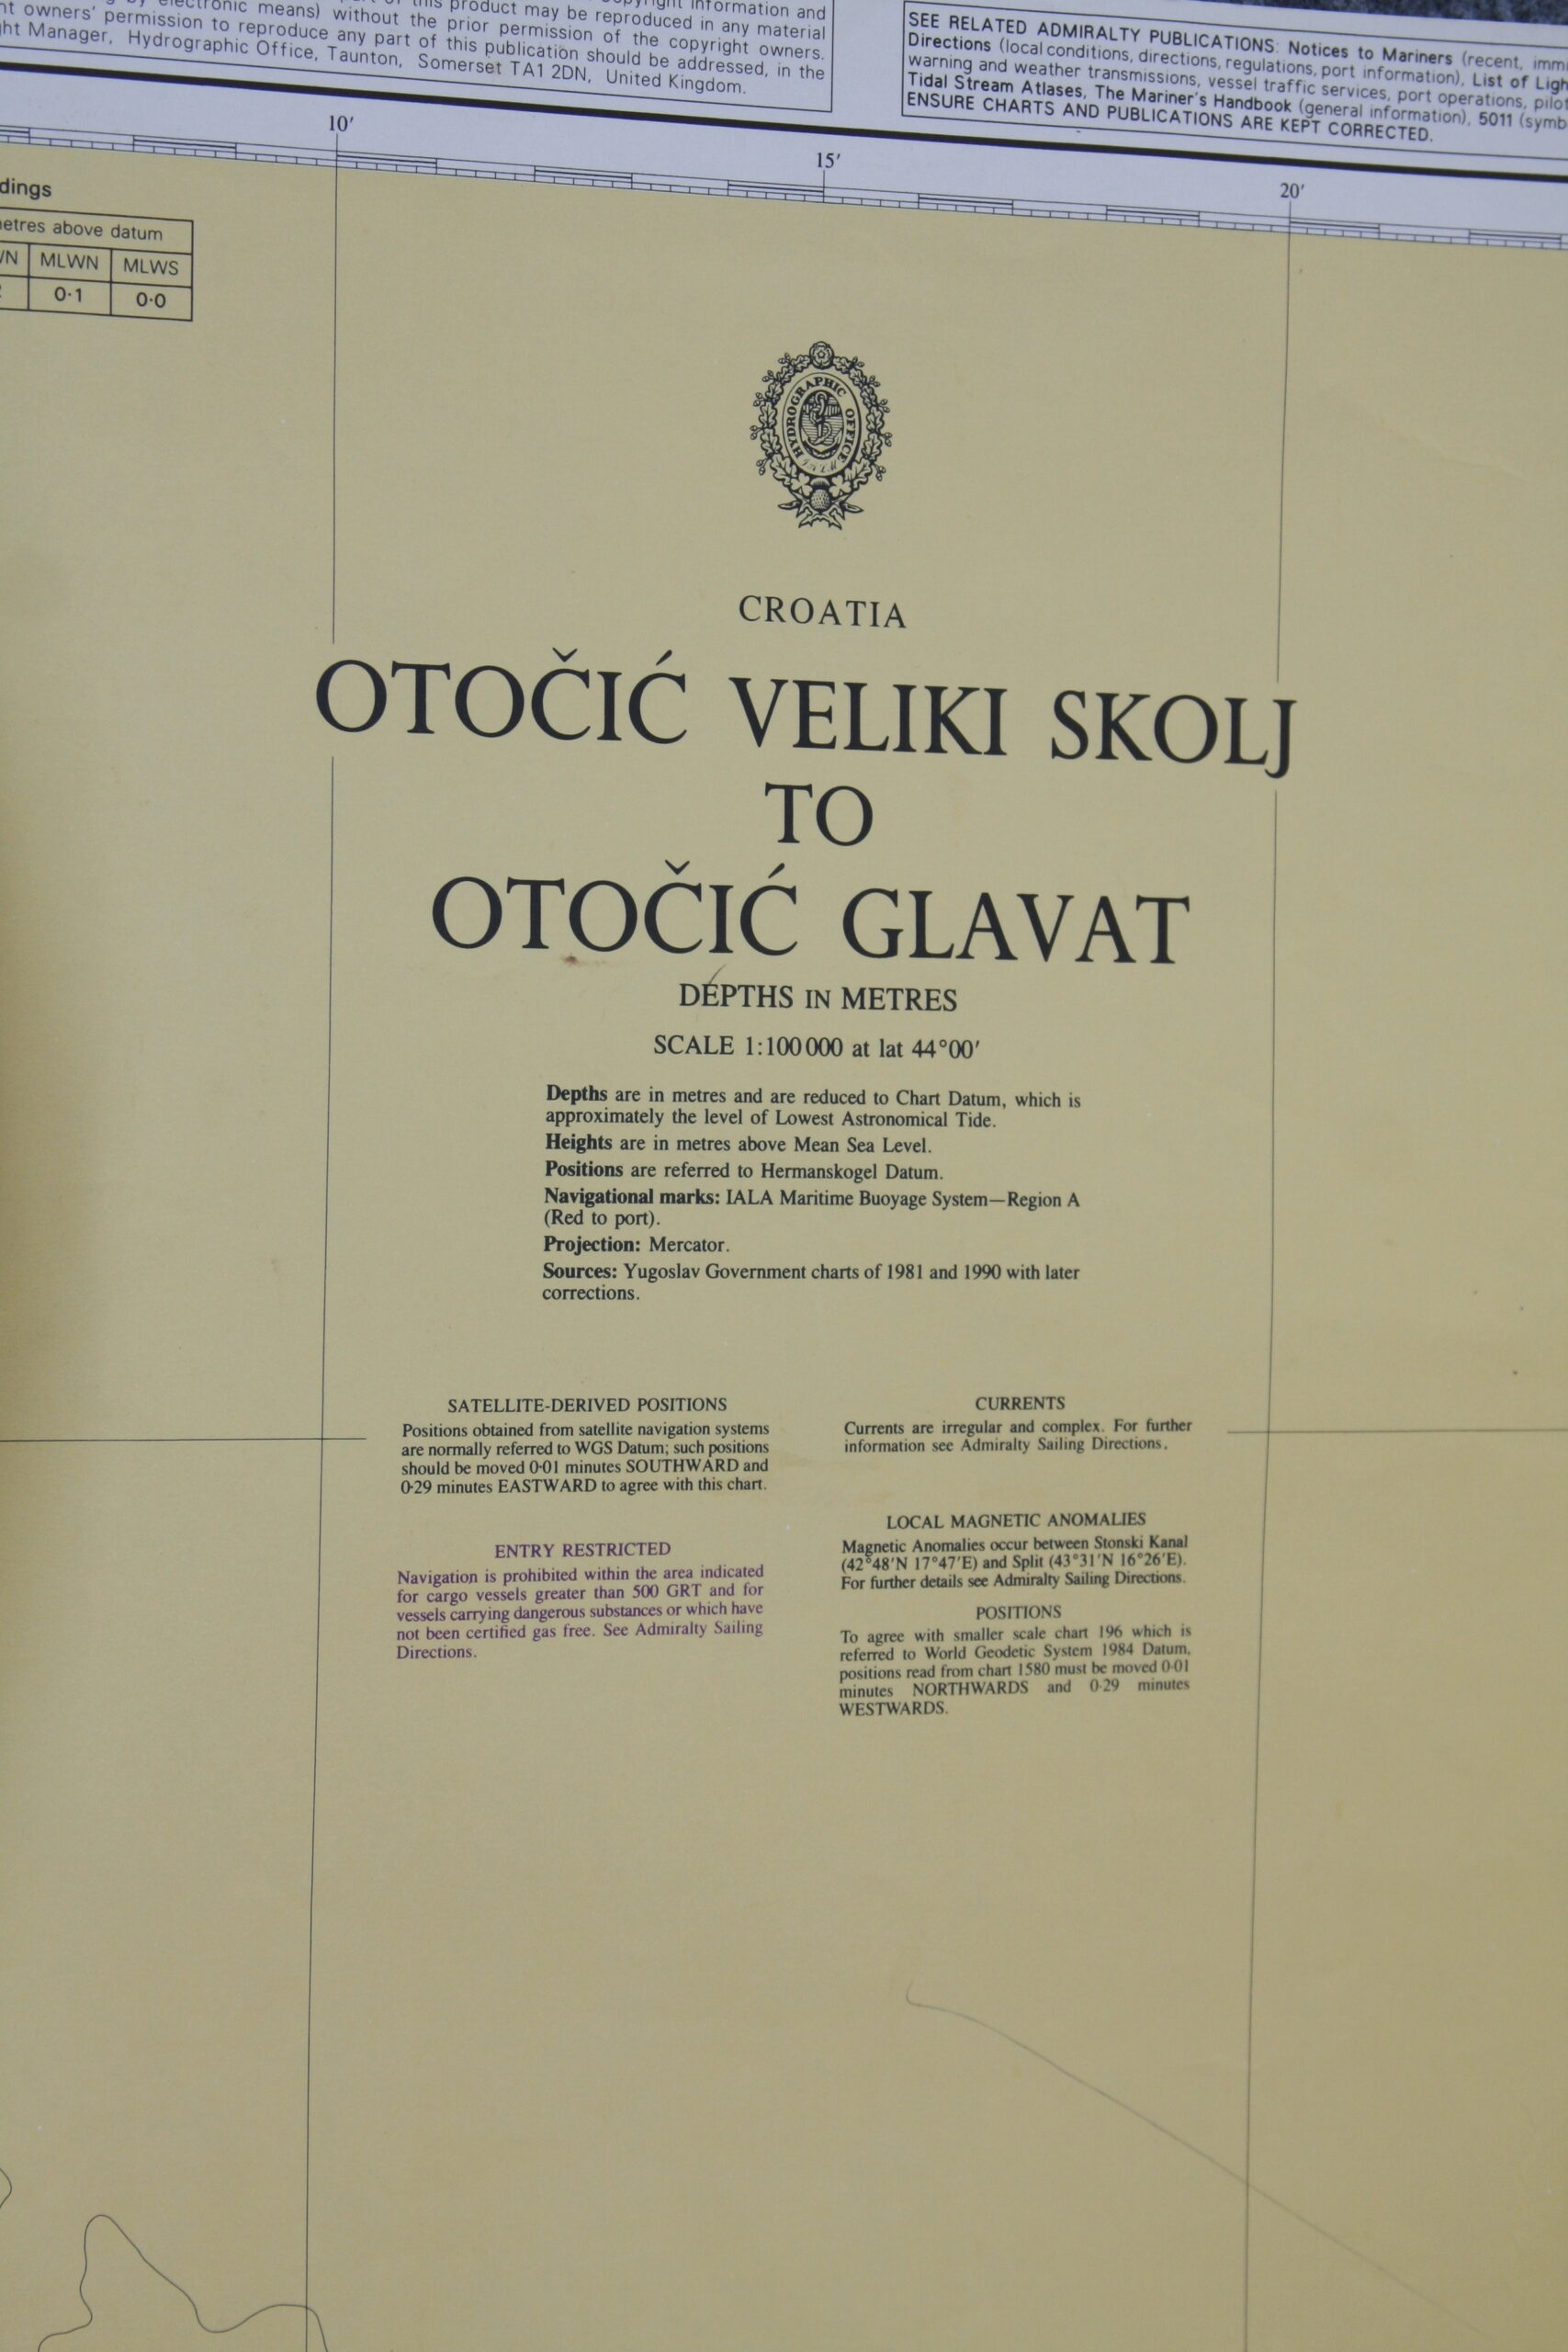 electronic means) without the prior permission of the copyright owners.
this product may be reproduced in any material
owners' permission to reproduce any part of this publication should be addressed, in the
Manager, Hydrographic Office, Taunton, Somerset TA1 2DN, United Kingdom.
SEE RELATED ADMIRALTY PUBLICATIONS: Notices to Mariners (recent,
Directions (local conditions, directions, regulations, port information), List of
warning and weather transmissions, vessel traffic services, port operations,
Tidal Stream Atlases, The Mariner's Handbook (general information), 5011
ENSURE CHARTS AND PUBLICATIONS ARE KEPT CORRECTED.
10′
15′
20′
above datum
MLWN MLWS
0·1 0·0
HYDROGRAPHIC OFFICE
CROATIA
OTOČIĆ VELIKI SKOLJ
TO
OTOČIĆ GLAVAT
DEPTHS IN METRES
SCALE 1:100 000 at lat 44°00′
Depths are in metres and are reduced to Chart Datum, which is
approximately the level of Lowest Astronomical Tide.
Heights are in metres above Mean Sea Level.
Positions are referred to Hermanskogel Datum.
Navigational marks: IALA Maritime Buoyage System—Region A
(Red to port).
Projection: Mercator.
Sources: Yugoslav Government charts of 1981 and 1990 with later
corrections.
SATELLITE-DERIVED POSITIONS
Positions obtained from satellite navigation systems
are normally referred to WGS Datum; such positions
should be moved 0·01 minutes SOUTHWARD and
0·29 minutes EASTWARD to agree with this chart.
ENTRY RESTRICTED
Navigation is prohibited within the area indicated
for cargo vessels greater than 500 GRT and for
vessels carrying dangerous substances or which have
not been certified gas free. See Admiralty Sailing
Directions.
CURRENTS
Currents are irregular and complex. For further
information see Admiralty Sailing Directions.
LOCAL MAGNETIC ANOMALIES
Magnetic Anomalies occur between Stonski Kanal
(42°48′N 17°47′E) and Split (43°31′N 16°26′E).
For further details see Admiralty Sailing Directions.
POSITIONS
To agree with smaller scale chart 196 which is
referred to World Geodetic System 1984 Datum,
positions read from chart 1580 must be moved 0·01
minutes NORTHWARDS and 0·29 minutes
WESTWARDS.